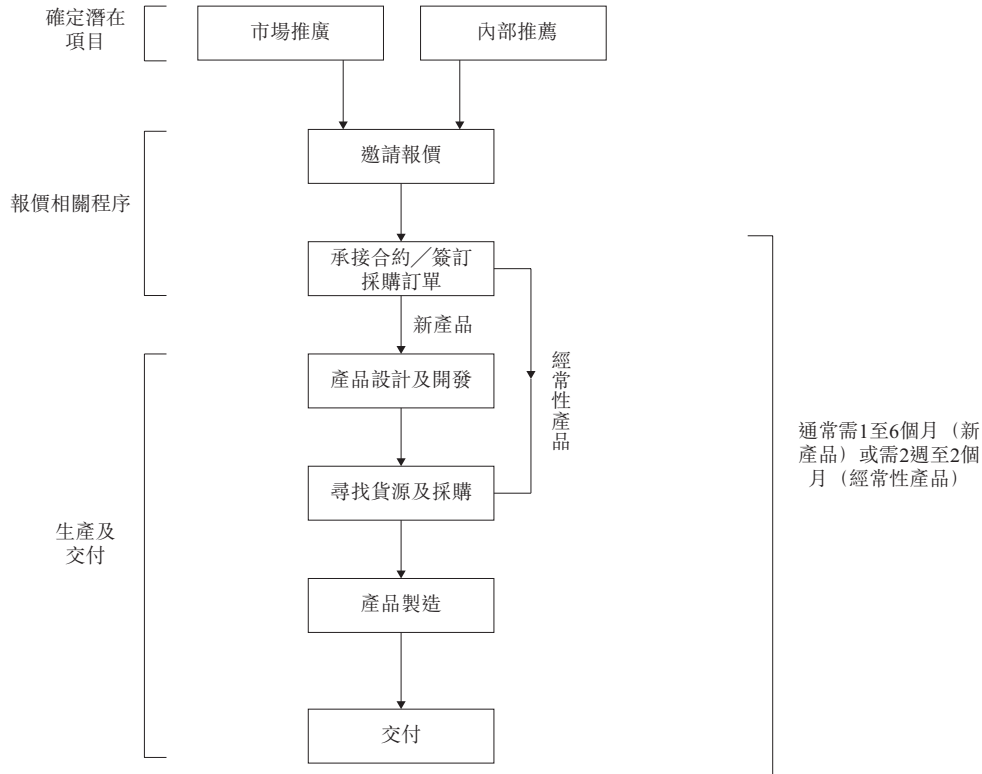 確定潛在
項目
市場推廣
內部推薦
邀請報價
報價相關程序
承接合約／簽訂
採購訂單
新產品
產品設計及開發
經常性產品
尋找貨源及採購
通常需1至6個月（新
產品）或需2週至2個
月（經常性產品）
生產及
交付
產品製造
交付